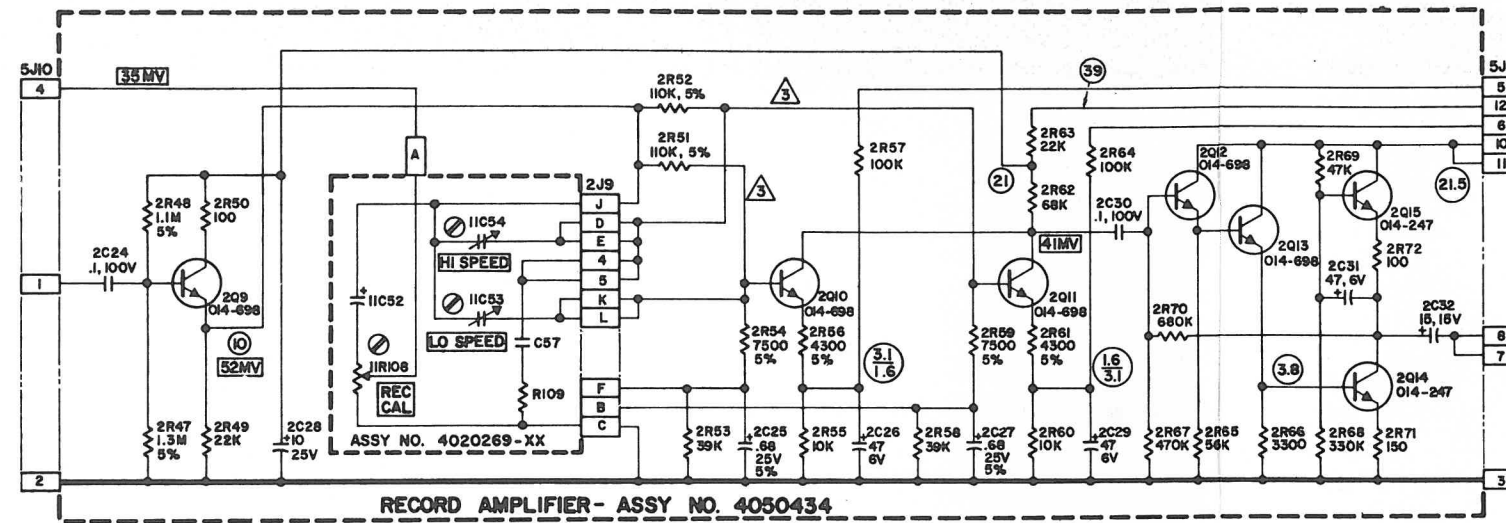 5J10
4
35 MV
2R52
110K, 5%
3
39
5J
5
12
6
10
11
2R51
110K, 5%
3
2R57
100K
2R63
22K
2R64
100K
21
2R62
68K
A
2J9
J
D
E
4
5
K
L
F
B
C
2R48
1.1M
5%
2R50
100
2C24
.1, 100V
1
2Q9
014-698
10
52MV
11C54
HI SPEED
11C52
11C53
LO SPEED
C57
11R108
REC
CAL
R109
ASSY NO. 4020269-XX
2R47
1.3M
5%
2R49
22K
2C28
10
25V
2
2Q10
014-698
2R54
7500
5%
2R56
4300
5%
3.1
1.6
2R53
39K
2C25
.68
25V
5%
2R55
10K
2C26
47
6V
2R58
39K
2R59
7500
5%
2C27
.68
25V
5%
41MV
2Q11
014-698
2R61
4300
5%
1.6
3.1
2R60
10K
2C29
47
6V
2C30
.1, 100V
2Q12
014-698
2Q13
014-698
2R69
47K
21.5
2Q15
014-247
2R72
100
2C31
47, 6V
2R70
680K
2C32
15, 15V
8
7
3.8
2Q14
014-247
2R67
470K
2R65
56K
2R66
3300
2R68
330K
2R71
150
3
RECORD AMPLIFIER- ASSY NO. 4050434